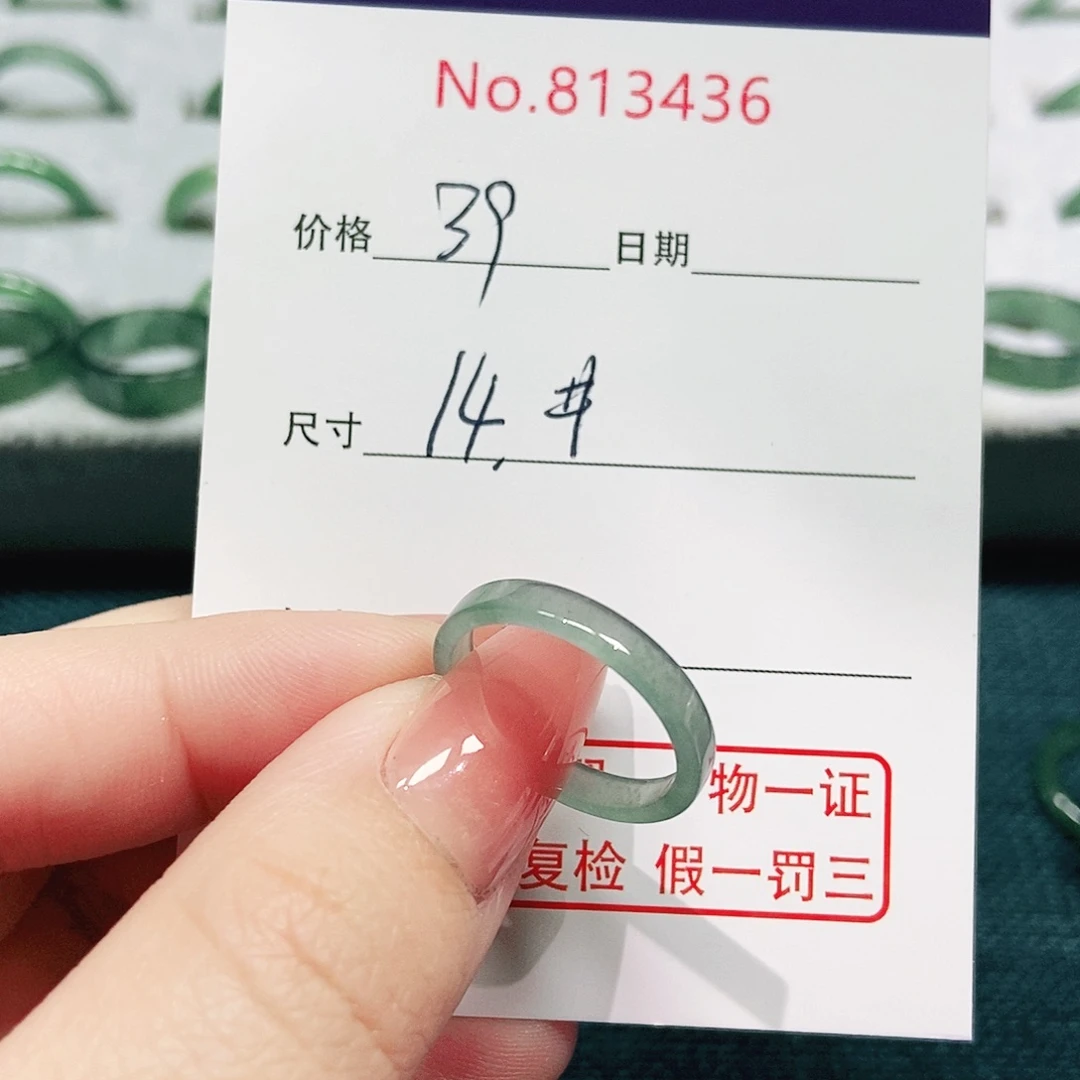 No.813436
价格 39 日期
尺寸 14, #
物一证
复检 假一罚三